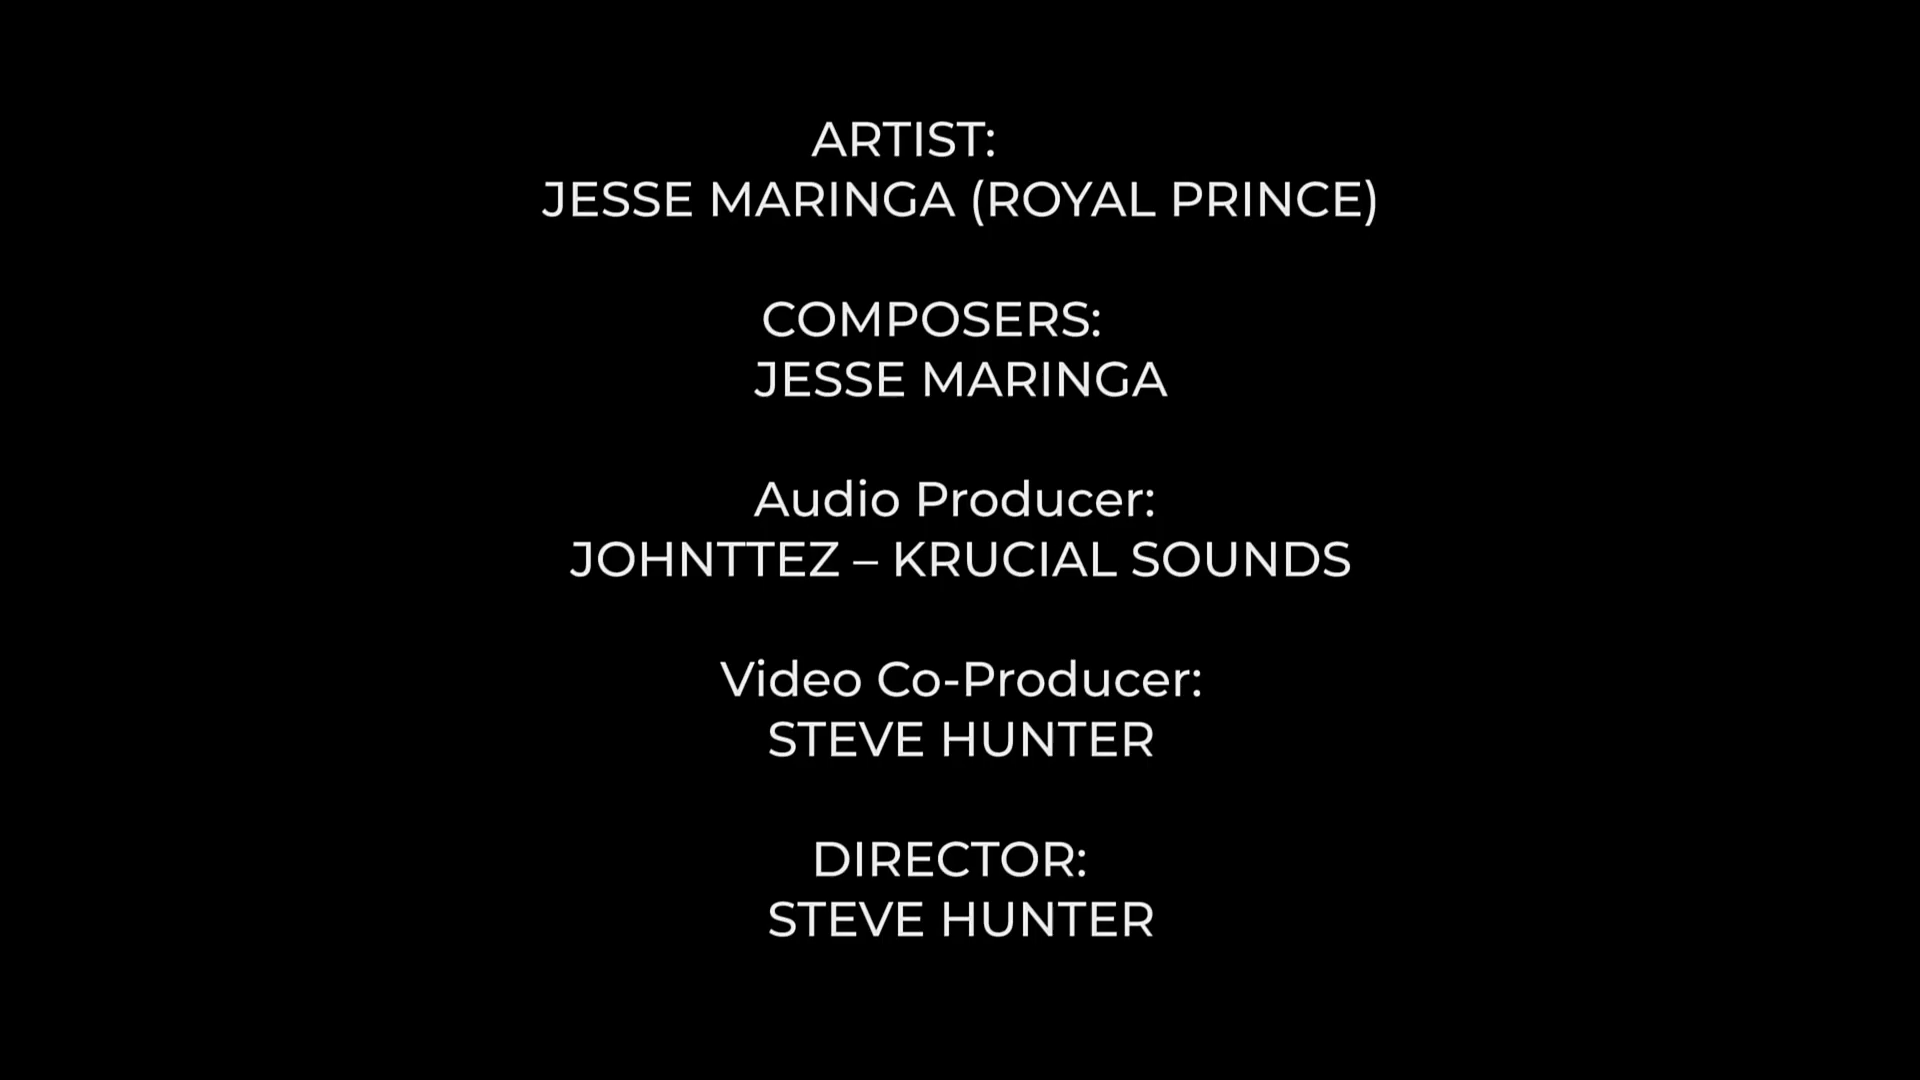 ARTIST:
JESSE MARINGA (ROYAL PRINCE)
COMPOSERS:
JESSE MARINGA
Audio Producer:
JOHNTTEZ – KRUCIAL SOUNDS
Video Co-Producer:
STEVE HUNTER
DIRECTOR:
STEVE HUNTER